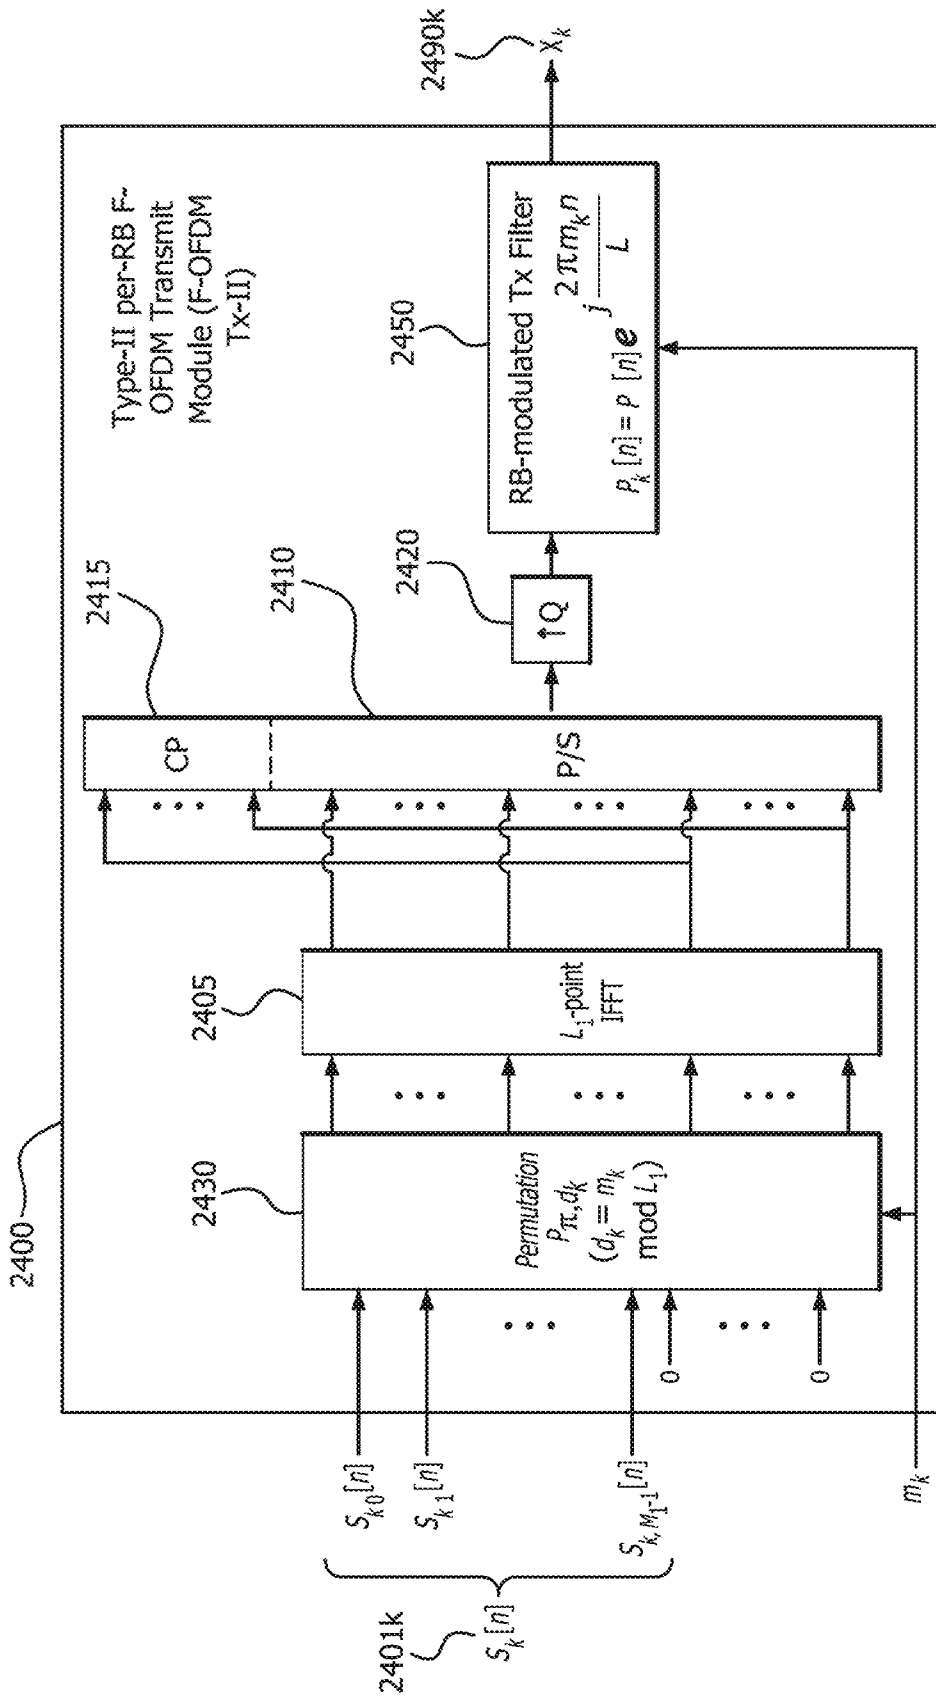 2400
Type-II per-RB F-
OFDM Transmit
Module (F-OFDM
Tx-II)
2401k
S_k [n]
S_{k0}[n]
S_{k1}[n]
• • •
S_{k, M_1-1}[n]
0
• • •
0
m_k
2430
Permutation
P_{π, d_k}
(d_k = m_k
mod L_1)
• • •
• • •
• • •
2405
L_1-point
IFFT
2415
CP
• • •
2410
P/S
• • •
• • •
• • •
2420
↑Q
2450
RB-modulated Tx Filter
P_k [n] = P [n] e^{j \frac{2πm_k n}{L}}
2490k
X_k